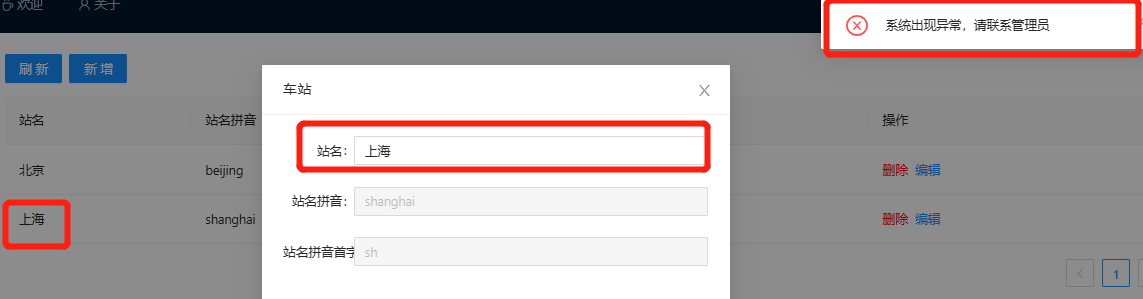 欢迎 关于
系统出现异常，请联系管理员
刷 新 新 增
车站
站名 站名拼音 操作
站名: 上海
北京 beijing 删除 编辑
站名拼音: shanghai
上海 shanghai 删除 编辑
站名拼音首字 sh
1